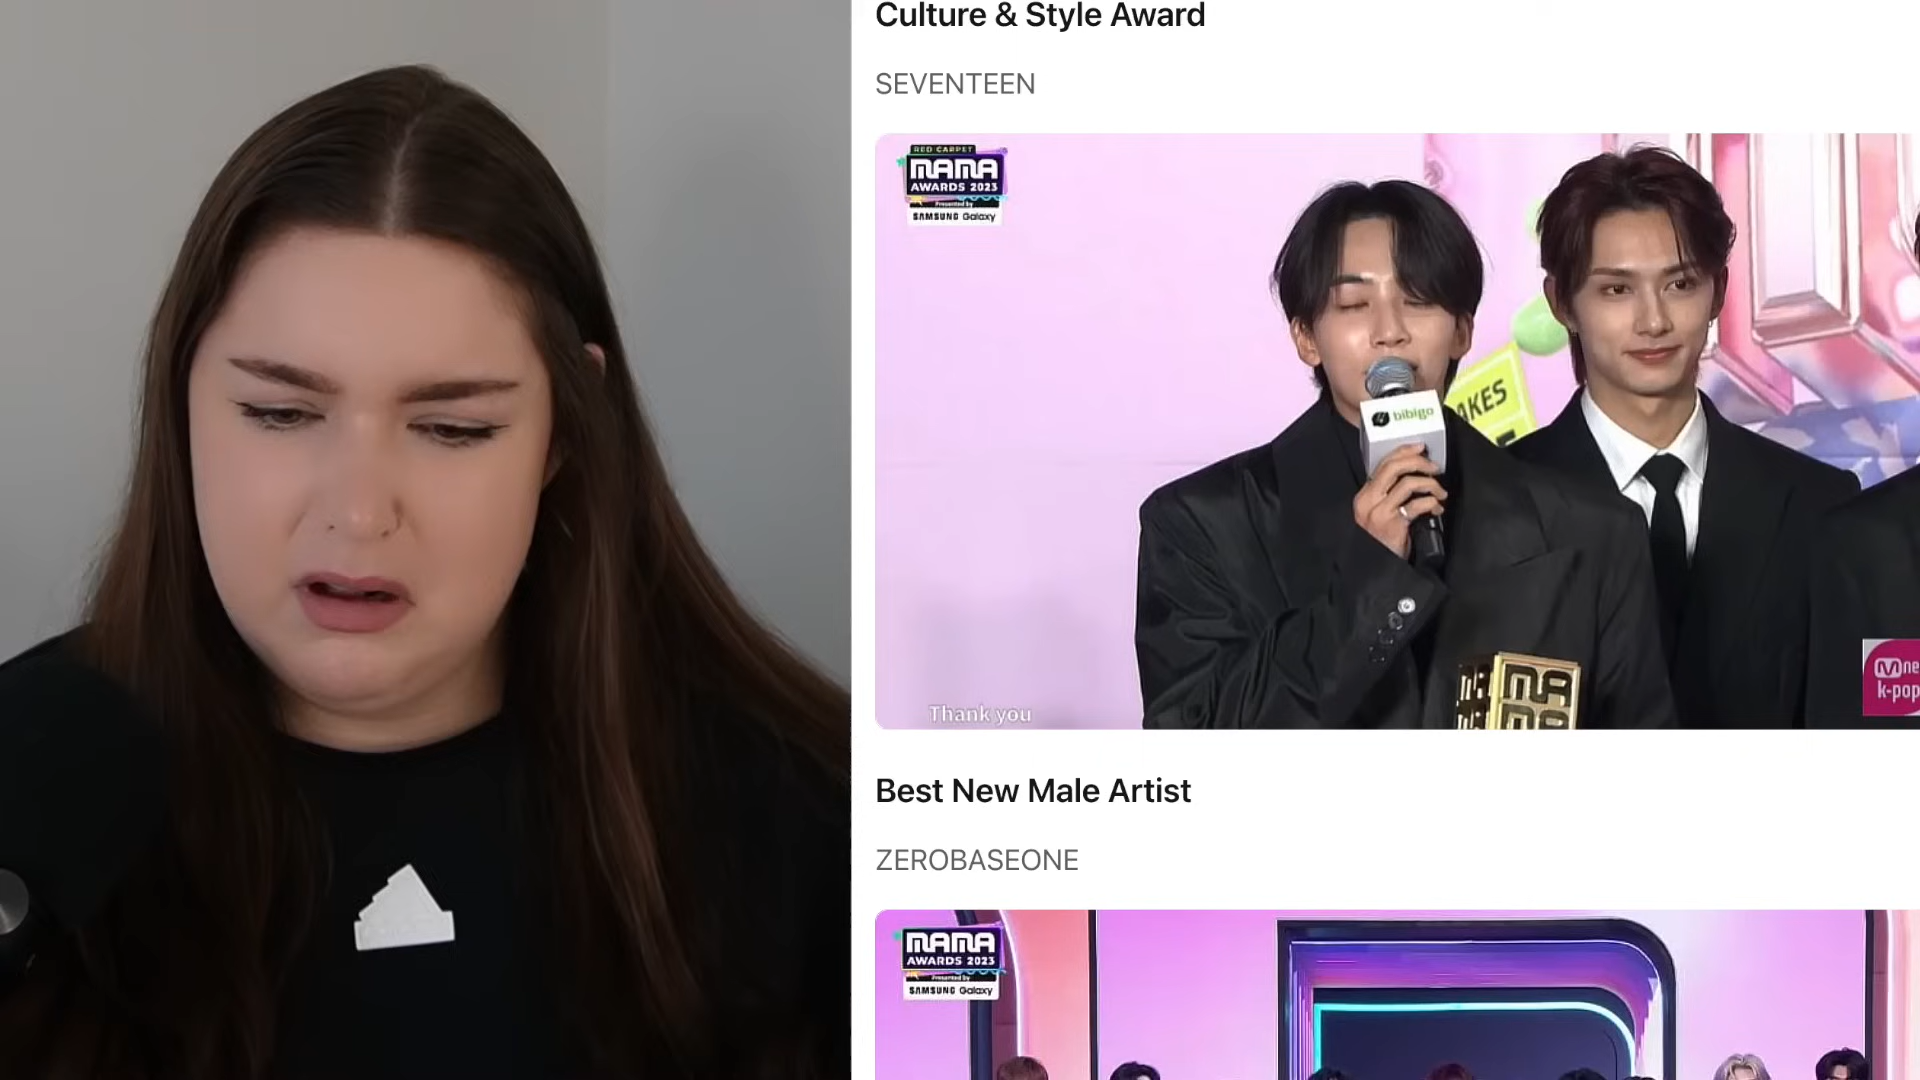 Culture & Style Award
SEVENTEEN
RED CARPET
MAMA
AWARDS 2023
Presented by
SAMSUNG Galaxy
AKES
bibigo
MAMA
Mne
k-pop
Thank you
Best New Male Artist
ZEROBASEONE
MAMA
AWARDS 2023
Presented by
SAMSUNG Galaxy